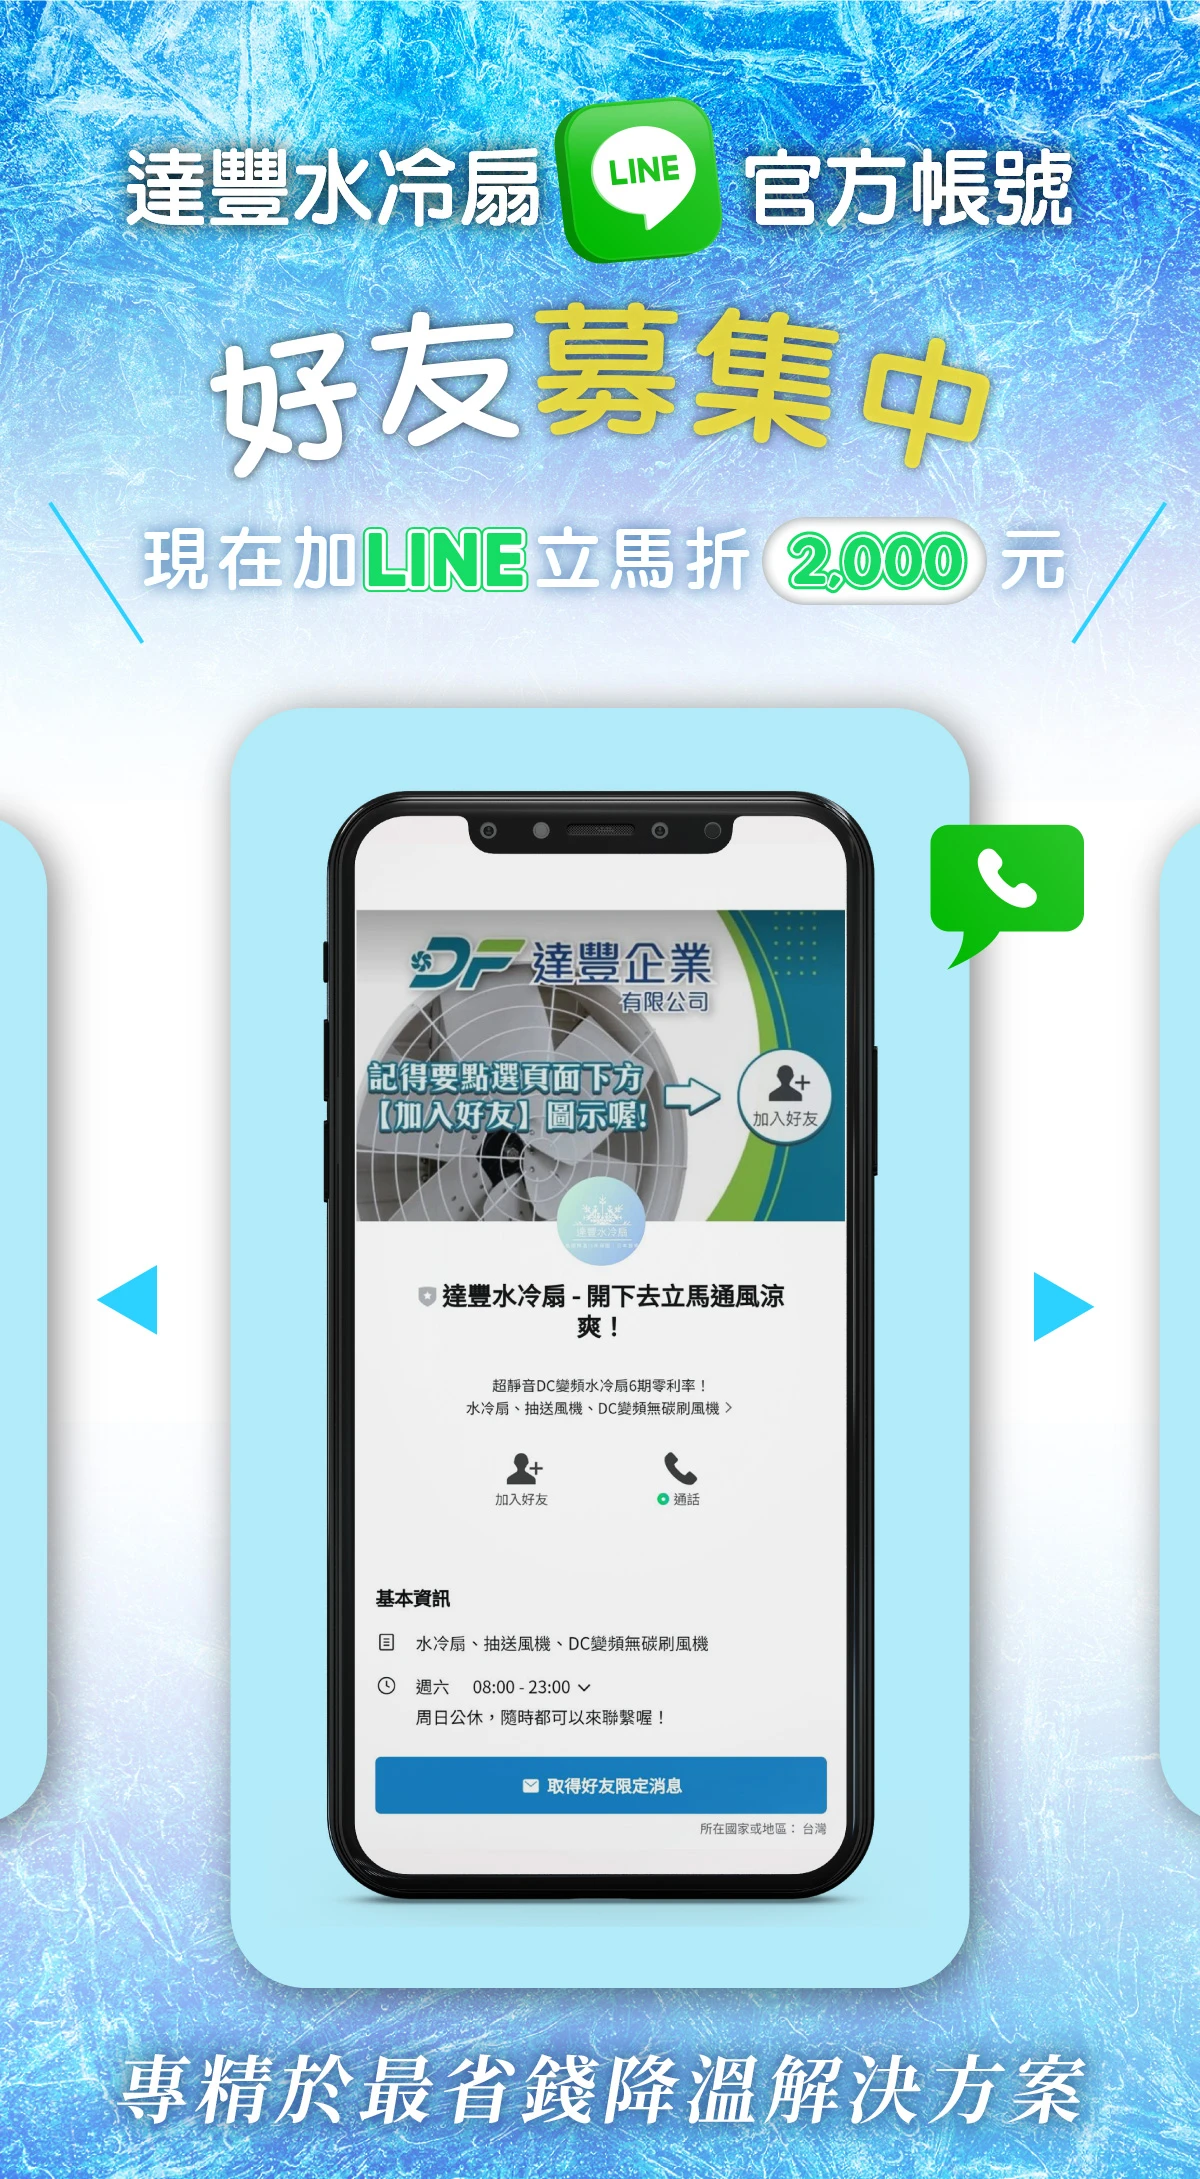 達豐水冷扇 LINE 官方帳號
好友募集中
現在加LINE立馬折 2,000 元
DF 達豐企業
有限公司
記得要點選頁面下方
【加入好友】圖示喔!
加入好友
達豐水冷扇
達豐水冷扇 - 開下去立馬通風涼
爽！
超靜音DC變頻水冷扇6期零利率！
水冷扇、抽送風機、DC變頻無碳刷風機
加入好友
通話
基本資訊
水冷扇、抽送風機、DC變頻無碳刷風機
週六 08:00 - 23:00
周日公休，隨時都可以來聯繫喔！
取得好友限定消息
所在國家或地區： 台灣
專精於最省錢降溫解決方案